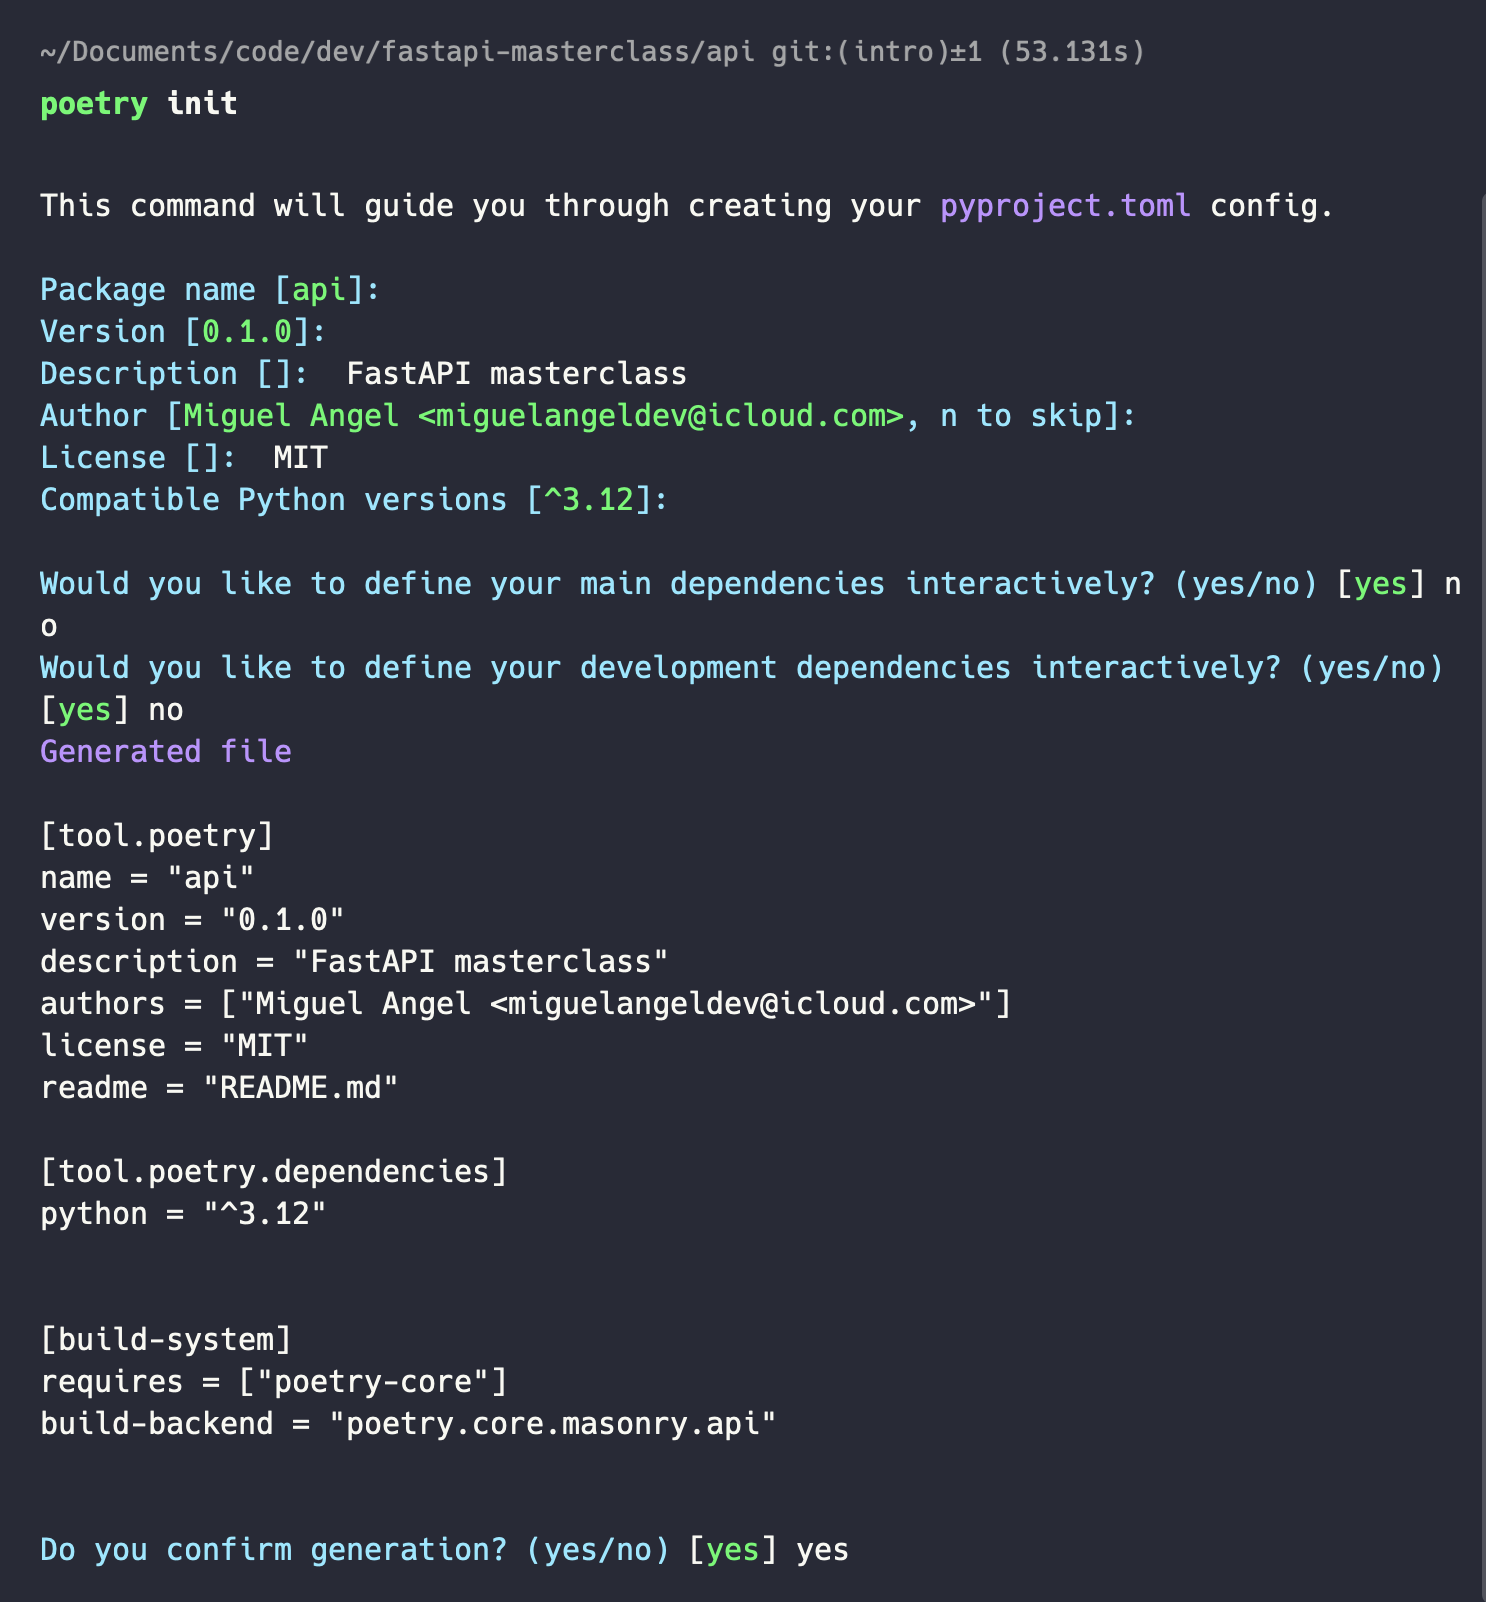 ~/Documents/code/dev/fastapi-masterclass/api git:(intro)±1 (53.131s)
poetry init
This command will guide you through creating your pyproject.toml config.
Package name [api]:
Version [0.1.0]:
Description []:  FastAPI masterclass
Author [Miguel Angel <miguelangeldev@icloud.com>, n to skip]:
License []:  MIT
Compatible Python versions [^3.12]:
Would you like to define your main dependencies interactively? (yes/no) [yes] n
o
Would you like to define your development dependencies interactively? (yes/no)
[yes] no
Generated file
[tool.poetry]
name = "api"
version = "0.1.0"
description = "FastAPI masterclass"
authors = ["Miguel Angel <miguelangeldev@icloud.com>"]
license = "MIT"
readme = "README.md"
[tool.poetry.dependencies]
python = "^3.12"
[build-system]
requires = ["poetry-core"]
build-backend = "poetry.core.masonry.api"
Do you confirm generation? (yes/no) [yes] yes